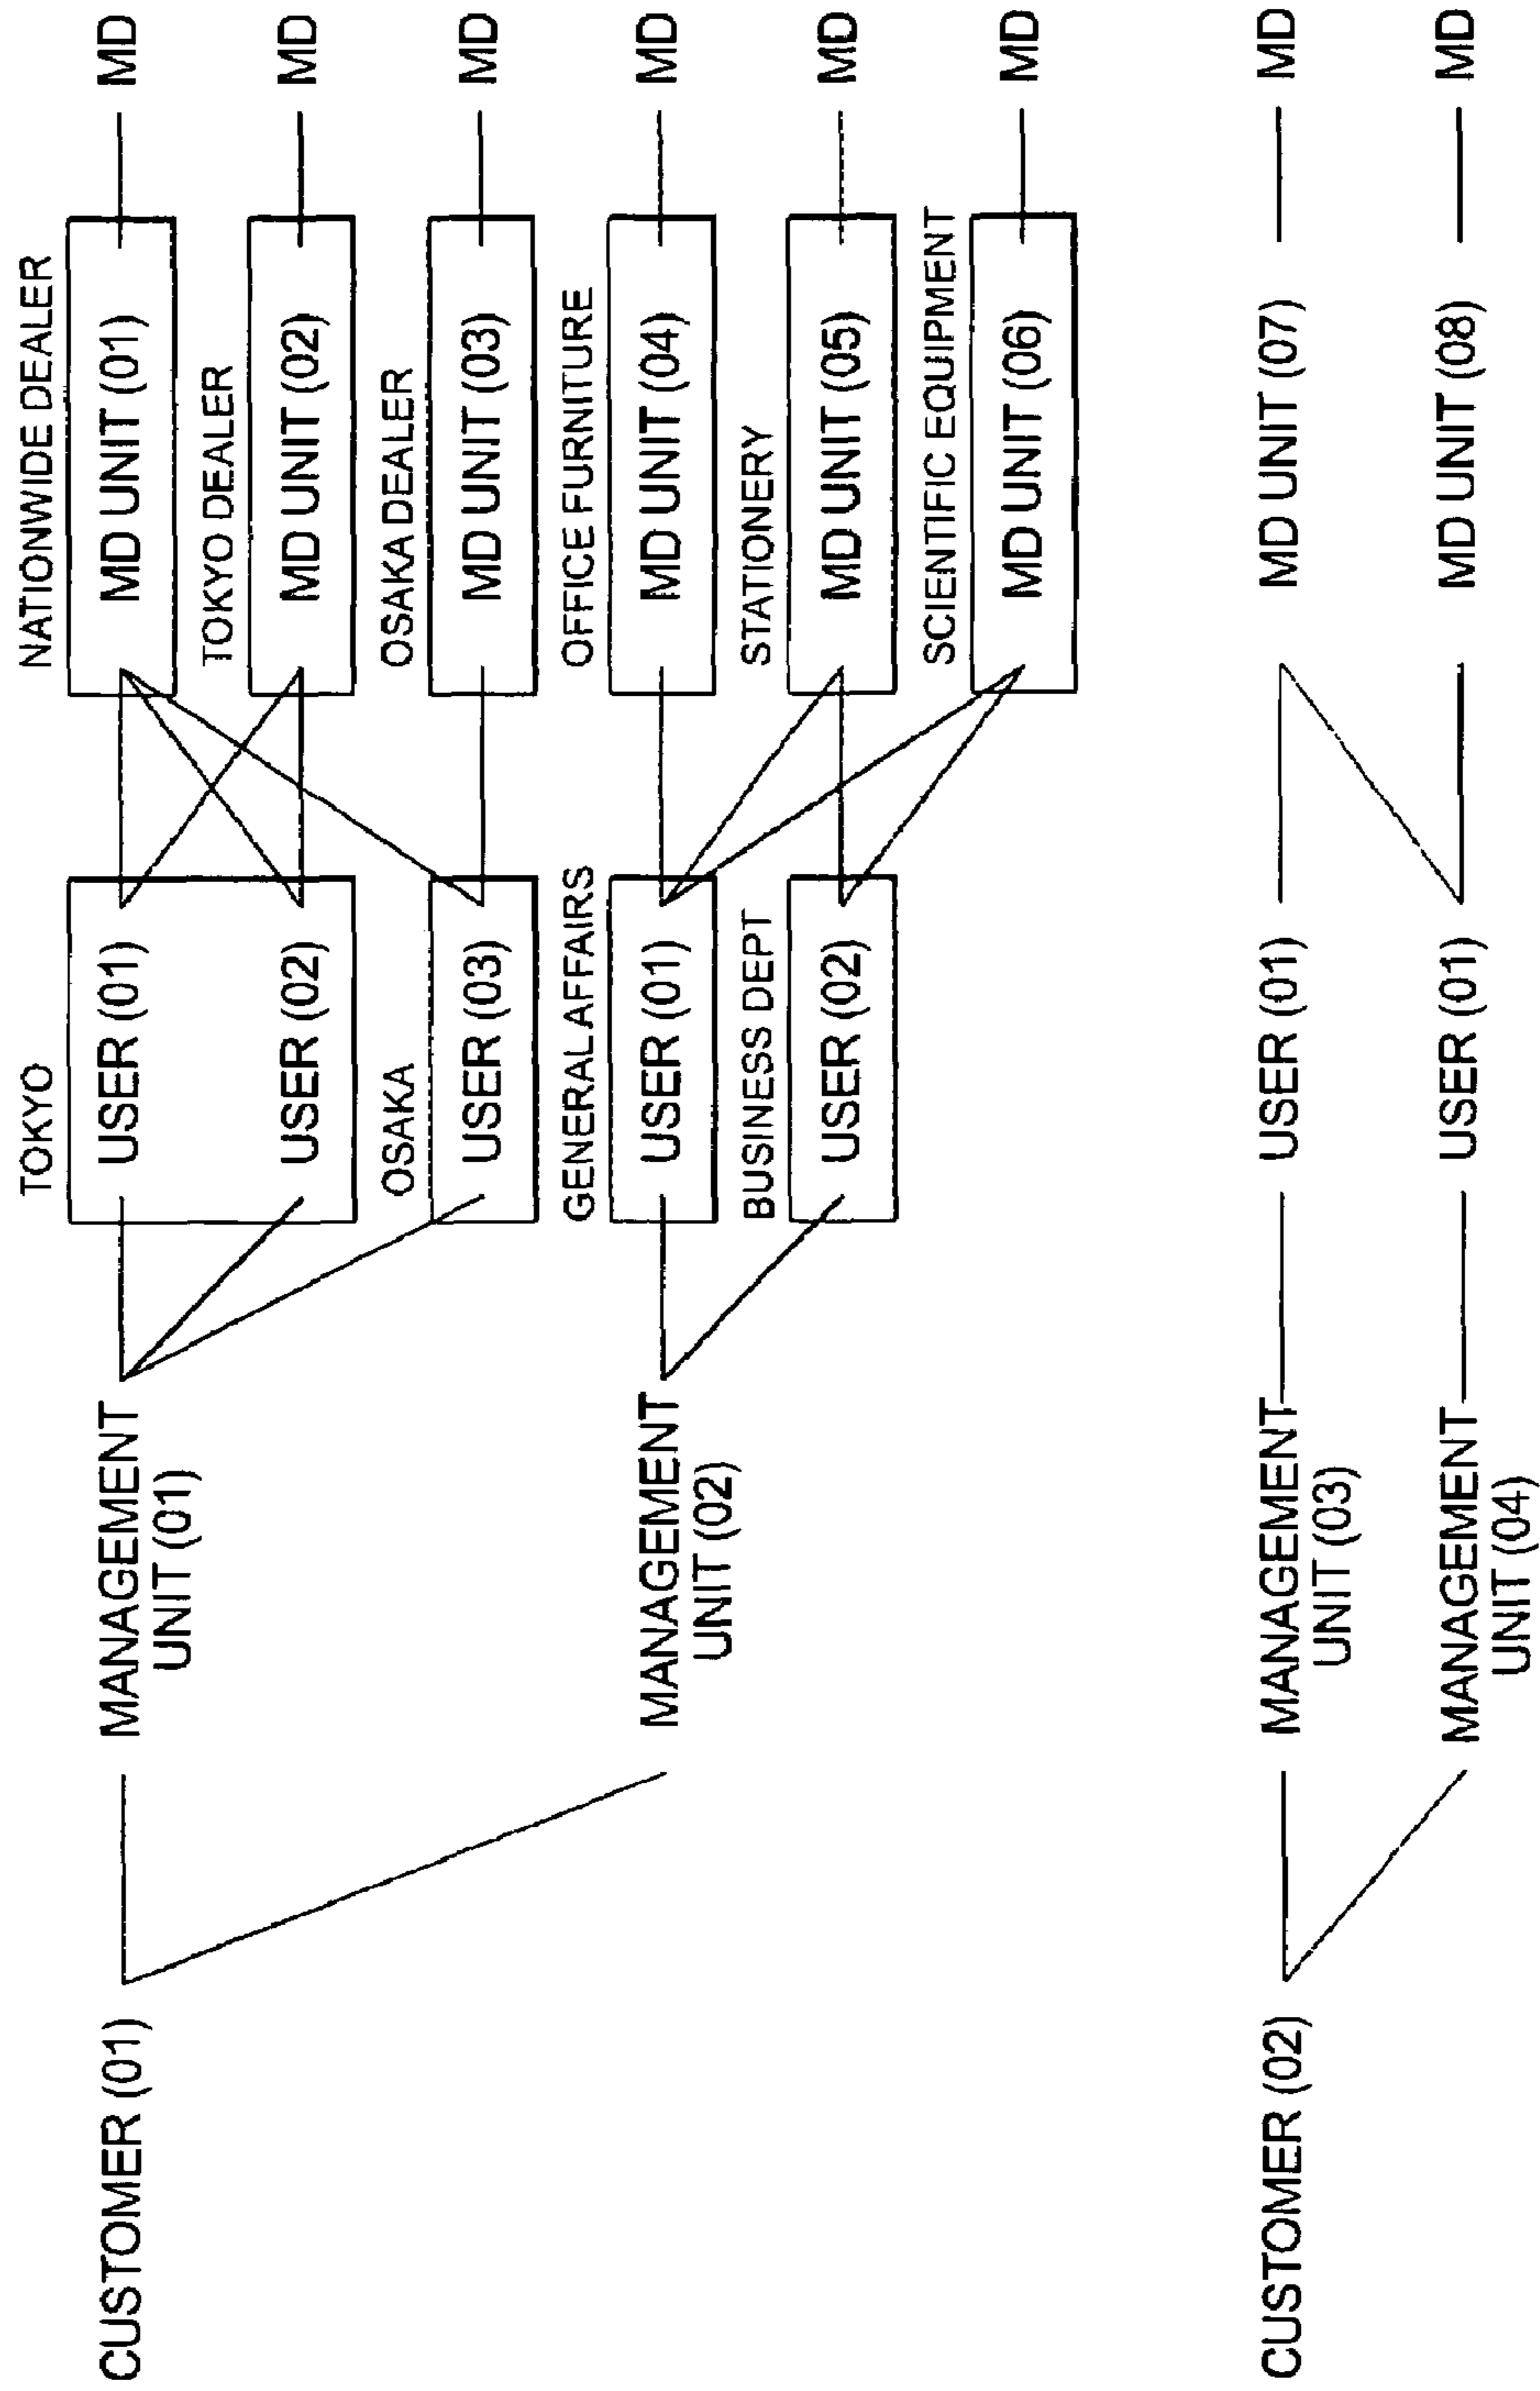 TOKYO
NATIONWIDE DEALER
CUSTOMER (01)
MANAGEMENT
UNIT (01)
USER (01)
MD UNIT (01)
MD
TOKYO DEALER
USER (02)
MD UNIT (02)
MD
OSAKA
OSAKA DEALER
USER (03)
MD UNIT (03)
MD
GENERAL AFFAIRS
OFFICE FURNITURE
MANAGEMENT
UNIT (02)
USER (01)
MD UNIT (04)
MD
BUSINESS DEPT
STATIONERY
USER (02)
MD UNIT (05)
MD
SCIENTIFIC EQUIPMENT
MD UNIT (06)
MD
CUSTOMER (02)
MANAGEMENT
UNIT (03)
USER (01)
MD UNIT (07)
MD
MANAGEMENT
UNIT (04)
USER (01)
MD UNIT (08)
MD